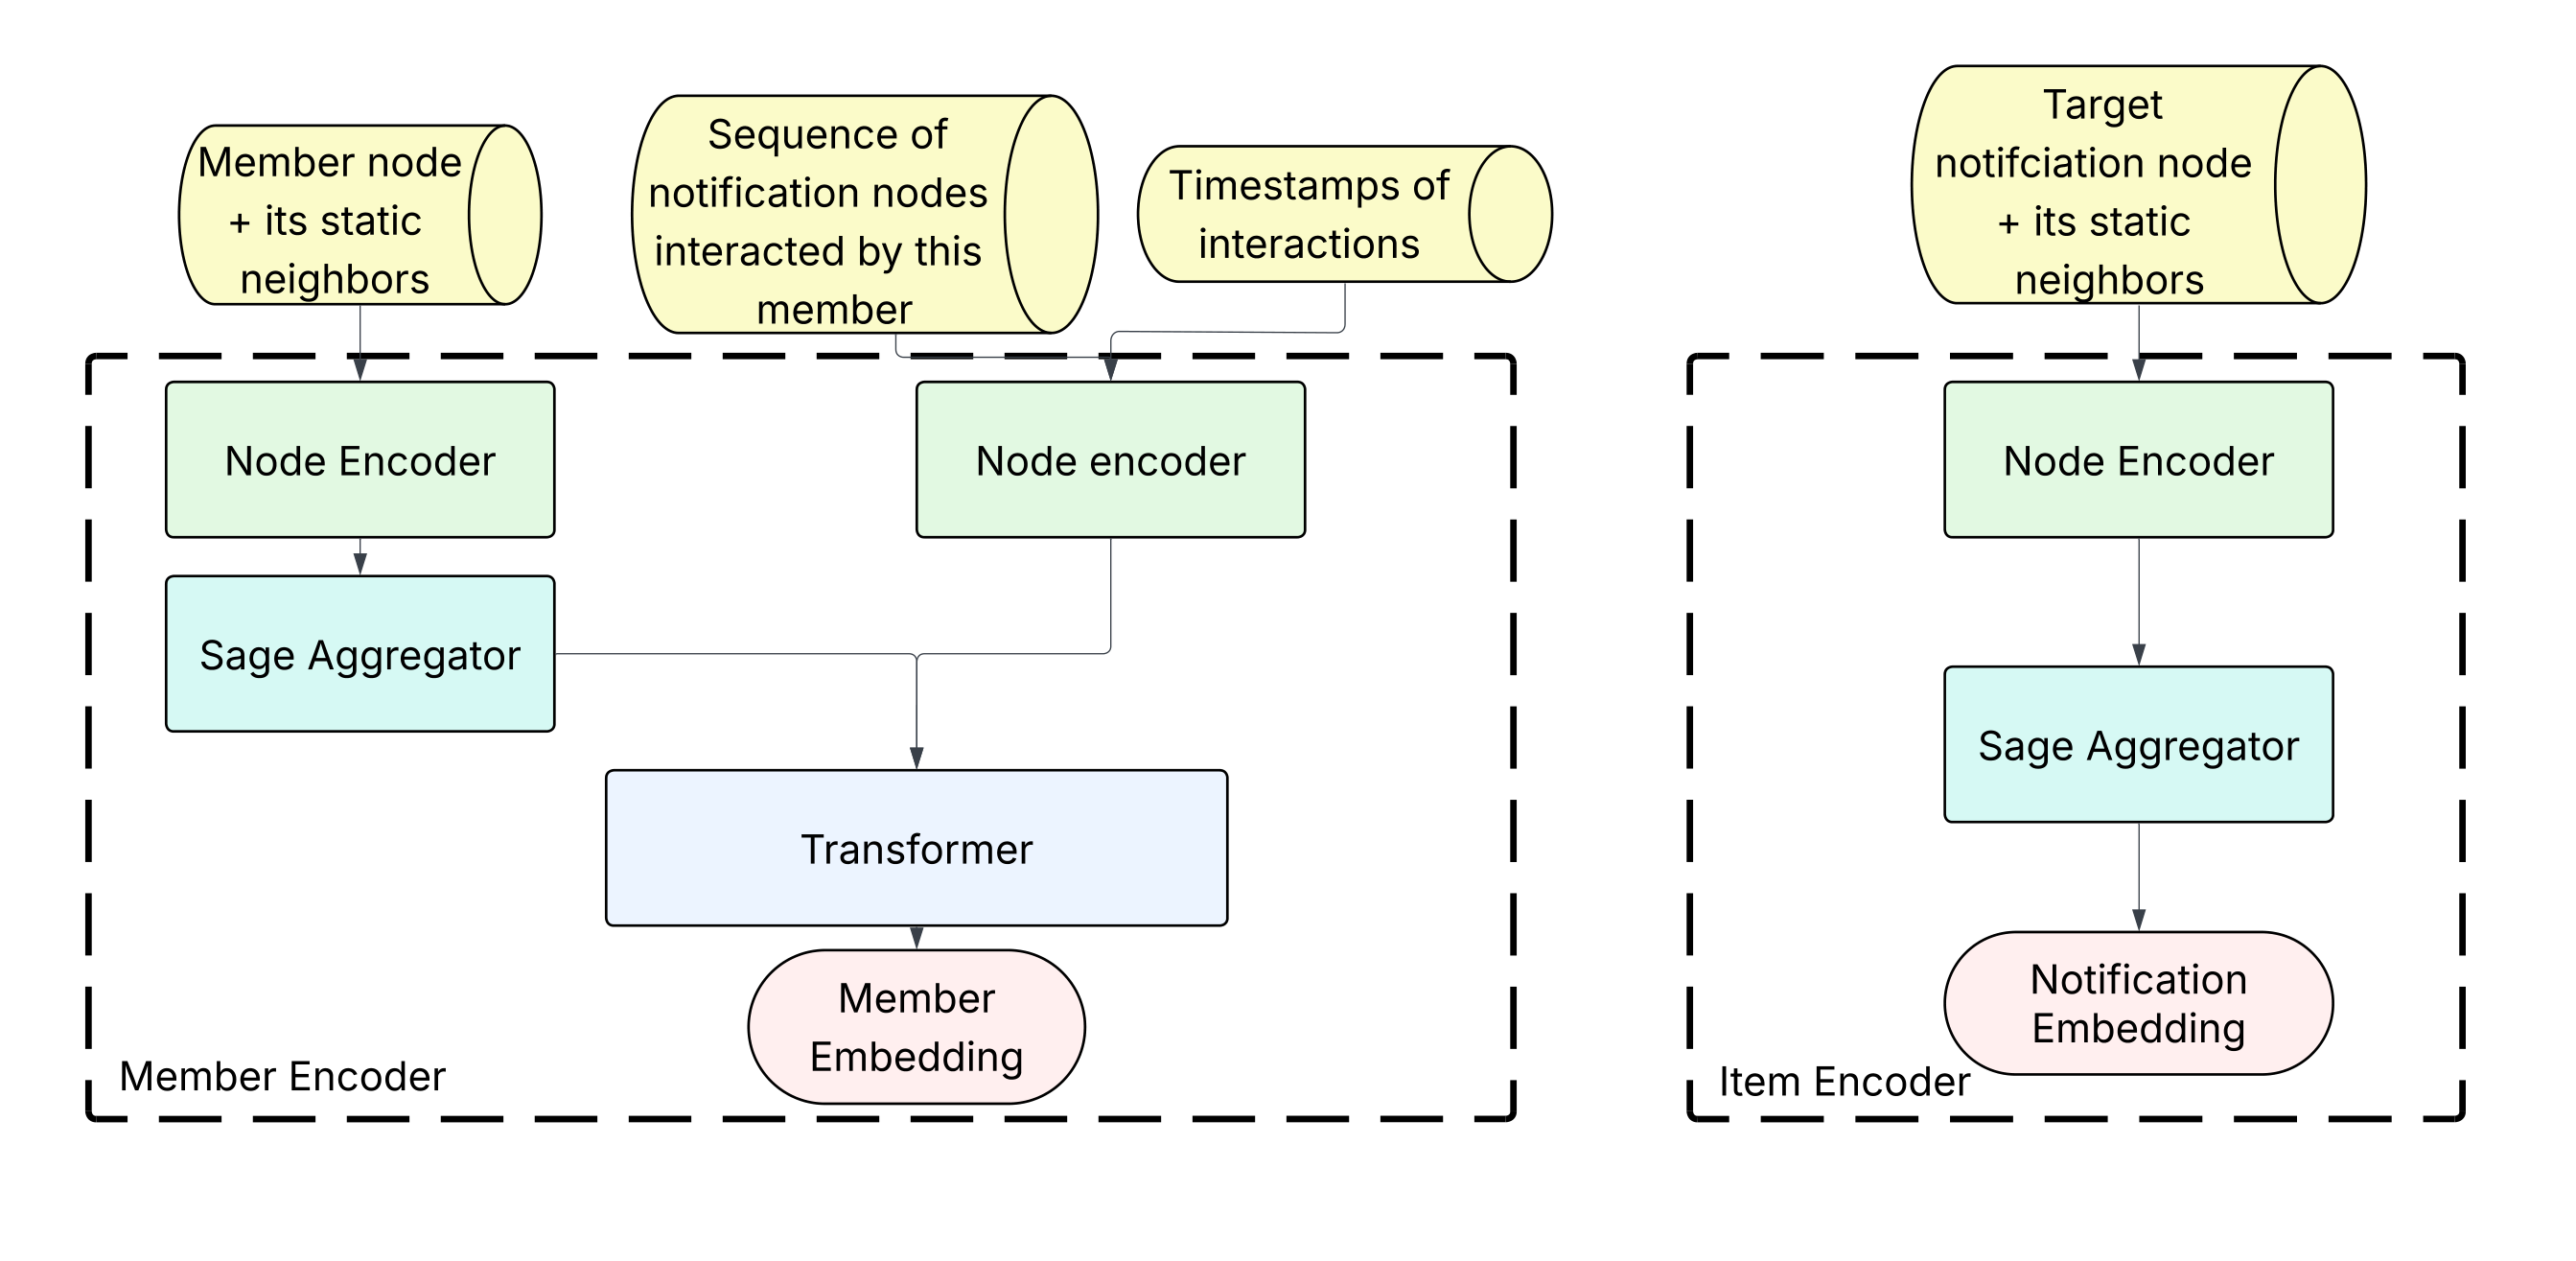 Member node
+ its static
neighbors
Sequence of
notification nodes
interacted by this
member
Timestamps of
interactions
Target
notifciation node
+ its static
neighbors
Node Encoder
Node encoder
Node Encoder
Sage Aggregator
Sage Aggregator
Transformer
Member
Embedding
Notification
Embedding
Member Encoder
Item Encoder